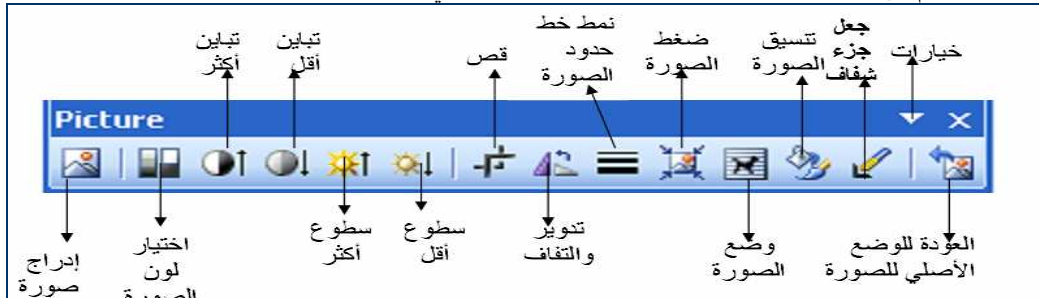 خيارات
جعل
جزء
شفاف
تنسيق
الصورة
ضغط
الصورة
نمط خط
حدود
الصورة
قص
تباين
أقل
تباين
أكثر
Picture
العودة للوضع
الأصلي للصورة
وضع
الصورة
تدوير
والتفاف
سطوع
أقل
سطوع
أكثر
اختيار
لون
الصورة
إدراج
صورة